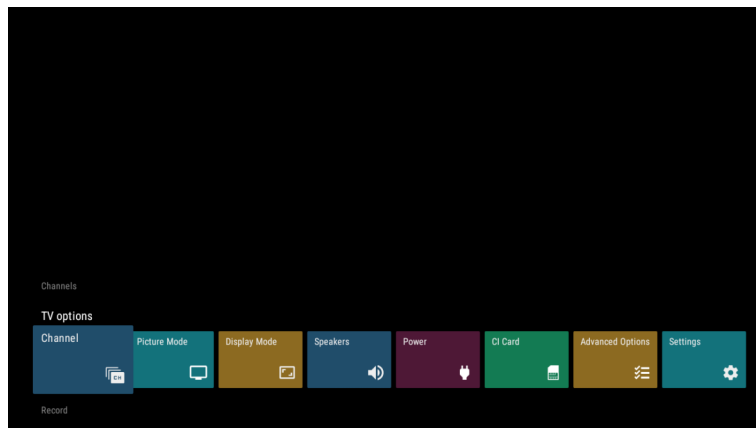 Channels
TV options
Channel
Picture Mode
Display Mode
Speakers
Power
CI Card
Advanced Options
Settings
CH
Record